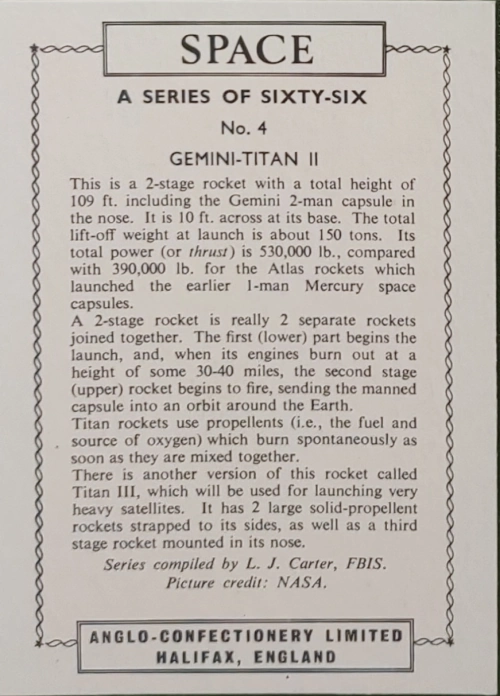 SPACE
A SERIES OF SIXTY-SIX
No. 4
GEMINI-TITAN II
This is a 2-stage rocket with a total height of
109 ft. including the Gemini 2-man capsule in
the nose. It is 10 ft. across at its base. The total
lift-off weight at launch is about 150 tons. Its
total power (or thrust) is 530,000 lb., compared
with 390,000 lb. for the Atlas rockets which
launched the earlier 1-man Mercury space
capsules.
A 2-stage rocket is really 2 separate rockets
joined together. The first (lower) part begins the
launch, and, when its engines burn out at a
height of some 30-40 miles, the second stage
(upper) rocket begins to fire, sending the manned
capsule into an orbit around the Earth.
Titan rockets use propellents (i.e., the fuel and
source of oxygen) which burn spontaneously as
soon as they are mixed together.
There is another version of this rocket called
Titan III, which will be used for launching very
heavy satellites. It has 2 large solid-propellent
rockets strapped to its sides, as well as a third
stage rocket mounted in its nose.
Series compiled by L. J. Carter, FBIS.
Picture credit: NASA.
ANGLO-CONFECTIONERY LIMITED
HALIFAX, ENGLAND